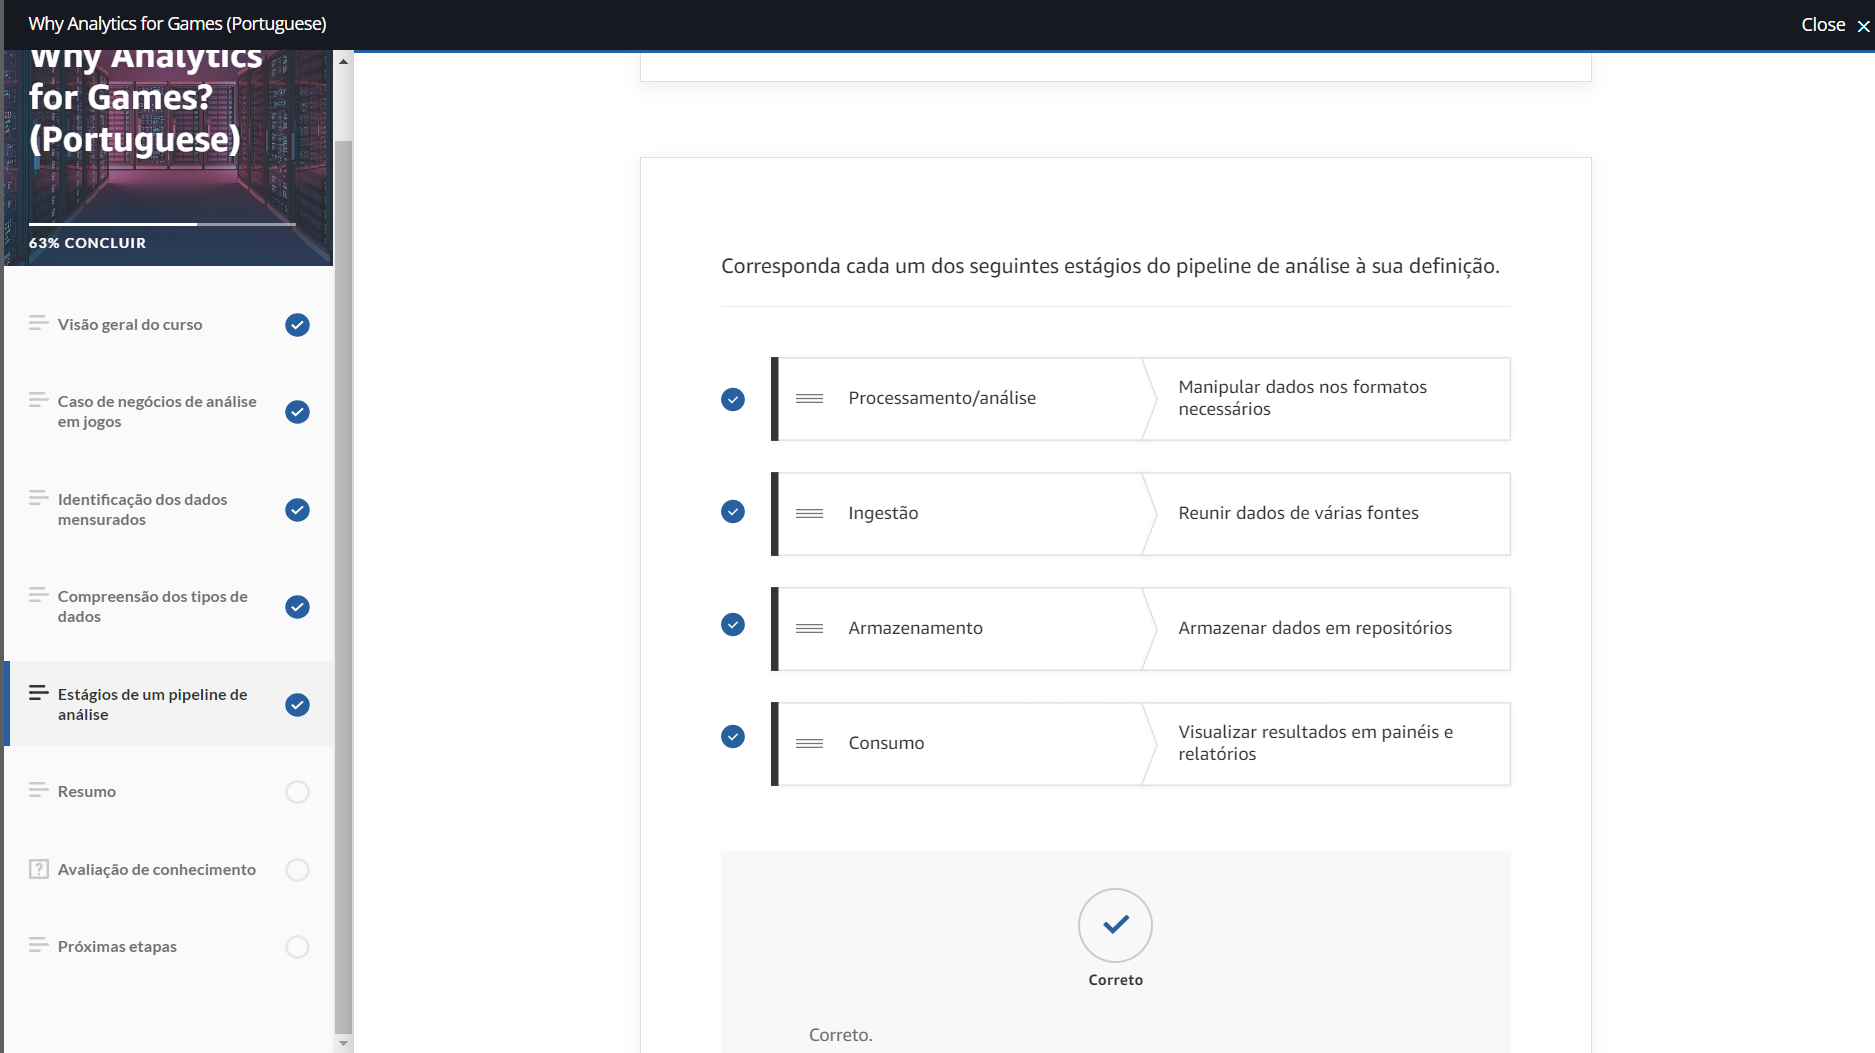 Why Analytics for Games (Portuguese)
Close
Why Analytics
for Games?
(Portuguese)
63% CONCLUIR
Visão geral do curso
Caso de negócios de análise
em jogos
Identificação dos dados
mensurados
Compreensão dos tipos de
dados
Estágios de um pipeline de
análise
Resumo
Avaliação de conhecimento
Próximas etapas
Corresponda cada um dos seguintes estágios do pipeline de análise à sua definição.
Processamento/análise
Manipular dados nos formatos
necessários
Ingestão
Reunir dados de várias fontes
Armazenamento
Armazenar dados em repositórios
Consumo
Visualizar resultados em painéis e
relatórios
Correto
Correto.